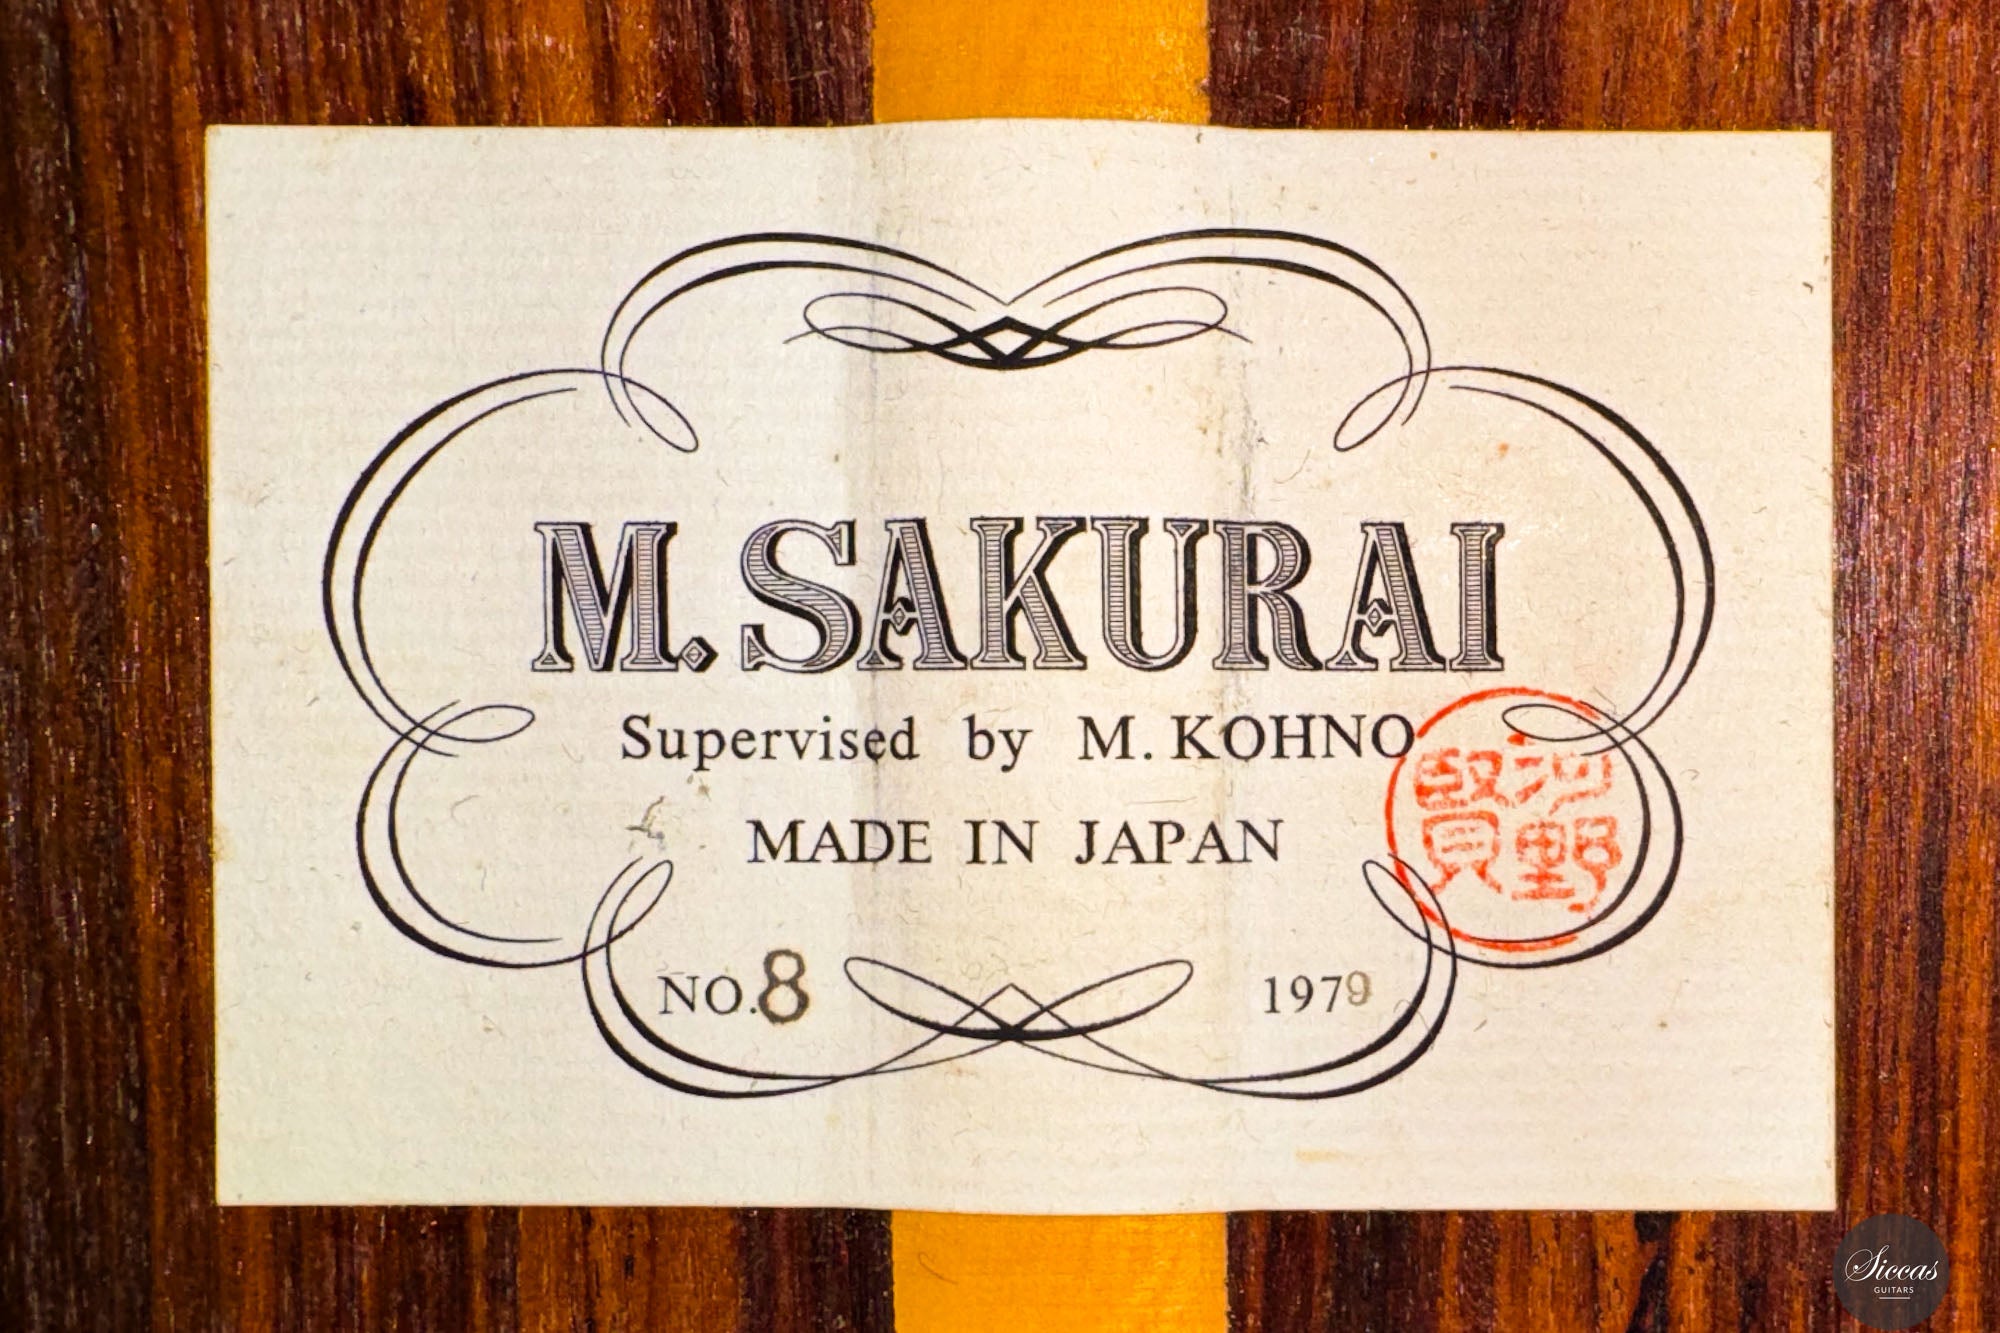 M. SAKURAI
Supervised by M. KOHNO
MADE IN JAPAN
河野
賢
NO. 8
1979
Siccas
GUITARS